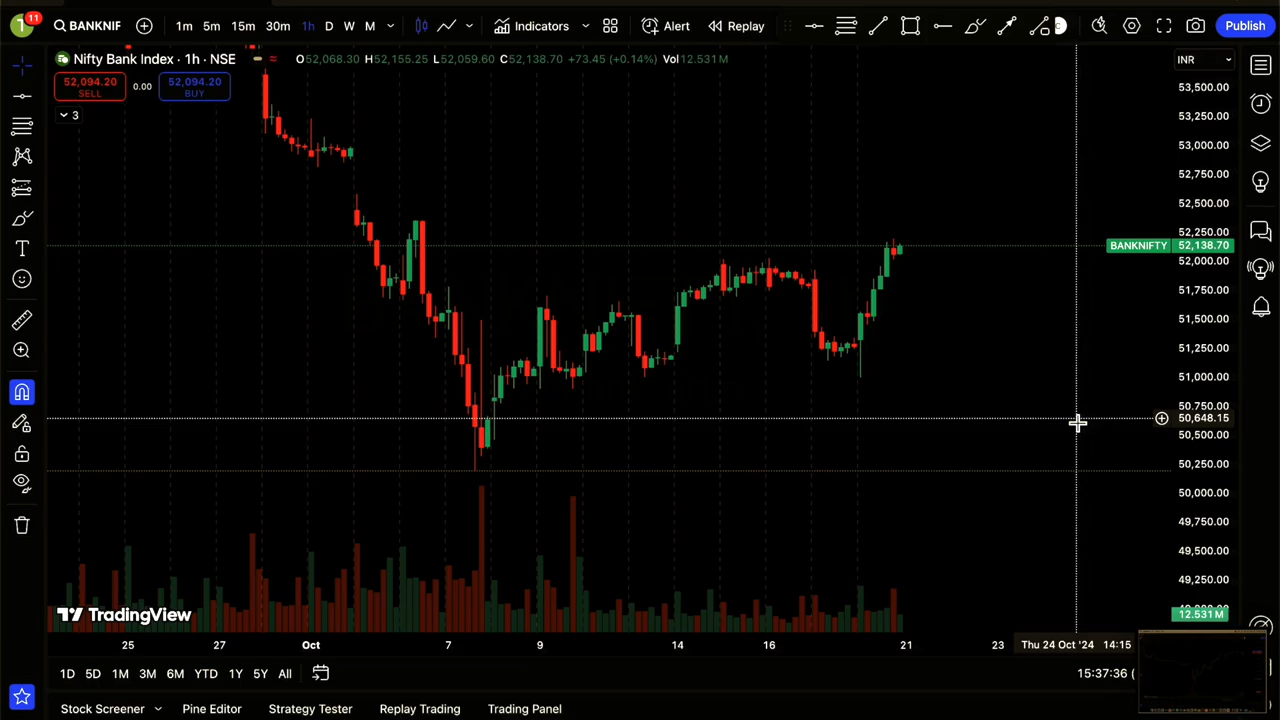 11
BANKNIF
1m 5m 15m 30m 1h D W M
Indicators
Alert
Replay
Publish
Nifty Bank Index · 1h · NSE
O52,068.30 H52,155.25 L52,059.60 C52,138.70 +73.45 (+0.14%) Vol12.531 M
INR
52,094.20
SELL
0.00
52,094.20
BUY
3
53,500.00
53,250.00
53,000.00
52,750.00
52,500.00
52,250.00
BANKNIFTY 52,138.70
52,000.00
51,750.00
51,500.00
51,250.00
51,000.00
50,750.00
50,648.15
50,500.00
50,250.00
50,000.00
49,750.00
49,500.00
49,250.00
12.531 M
TradingView
25 27 Oct 7 9 14 16 21 23 Thu 24 Oct '24 14:15
1D 5D 1M 3M 6M YTD 1Y 5Y All
15:37:36 (
Stock Screener Pine Editor Strategy Tester Replay Trading Trading Panel